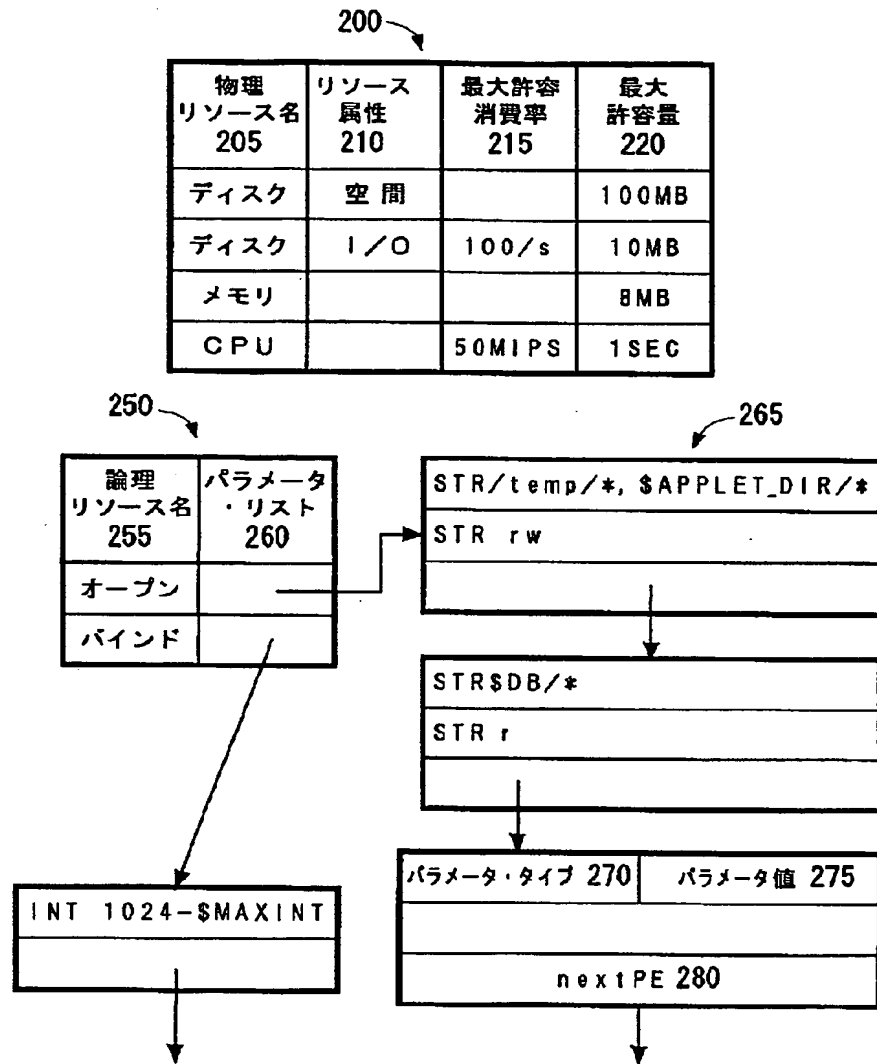 200
物理
リソース名
205
リソース
属性
210
最大許容
消費率
215
最大
許容量
220
ディスク 空間 100MB
ディスク I/O 100/s 10MB
メモリ 8MB
CPU 50MIPS 1SEC
250
論理
リソース名
255
パラメータ
・リスト
260
オープン
バインド
265
STR/temp/*, $APPLET_DIR/*
STR rw
STR$DB/*
STR r
パラメータ・タイプ 270 パラメータ値 275
nextPE 280
INT 1024-$MAXINT